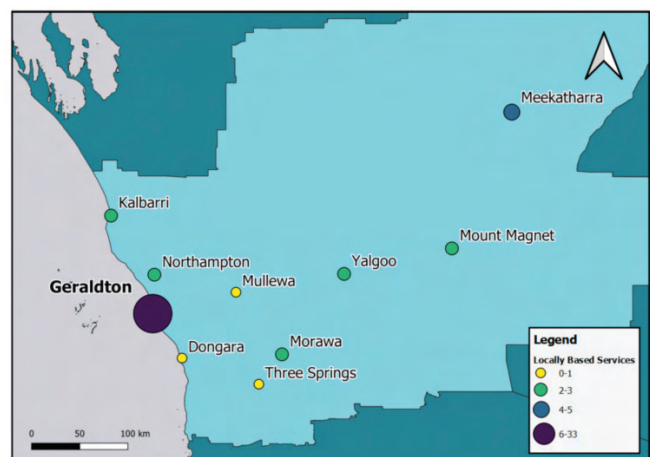 Meekatharra
Kalbarri
Mount Magnet
Northampton
Yalgoo
Mullewa
Geraldton
Dongara
Morawa
Three Springs
Legend
Locally Based Services
0-1
2-3
4-5
6-33
0 50 100 km